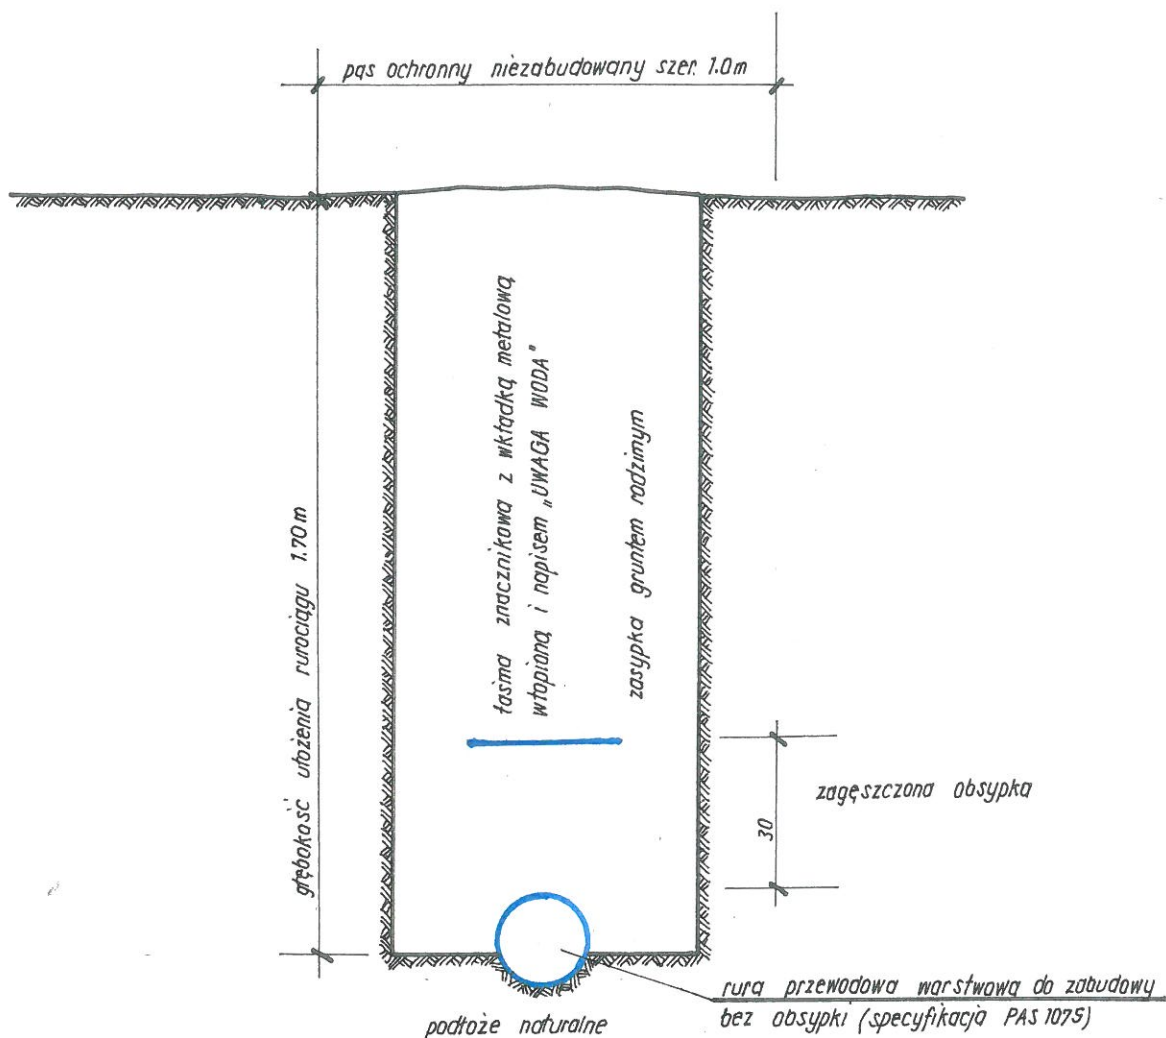 pas ochronny niezabudowany szer. 1.0m
głębokość ułożenia rurociągu 1.70m
taśma znacznikowa z wkładką metalową
wtopioną i napisem „UWAGA WODA"
zasypka gruntem rodzimym
zagęszczona obsypka
30
rura przewodowa warstwową do zabudowy
bez obsypki (specyfikacja PAS 1075)
podłoże naturalne